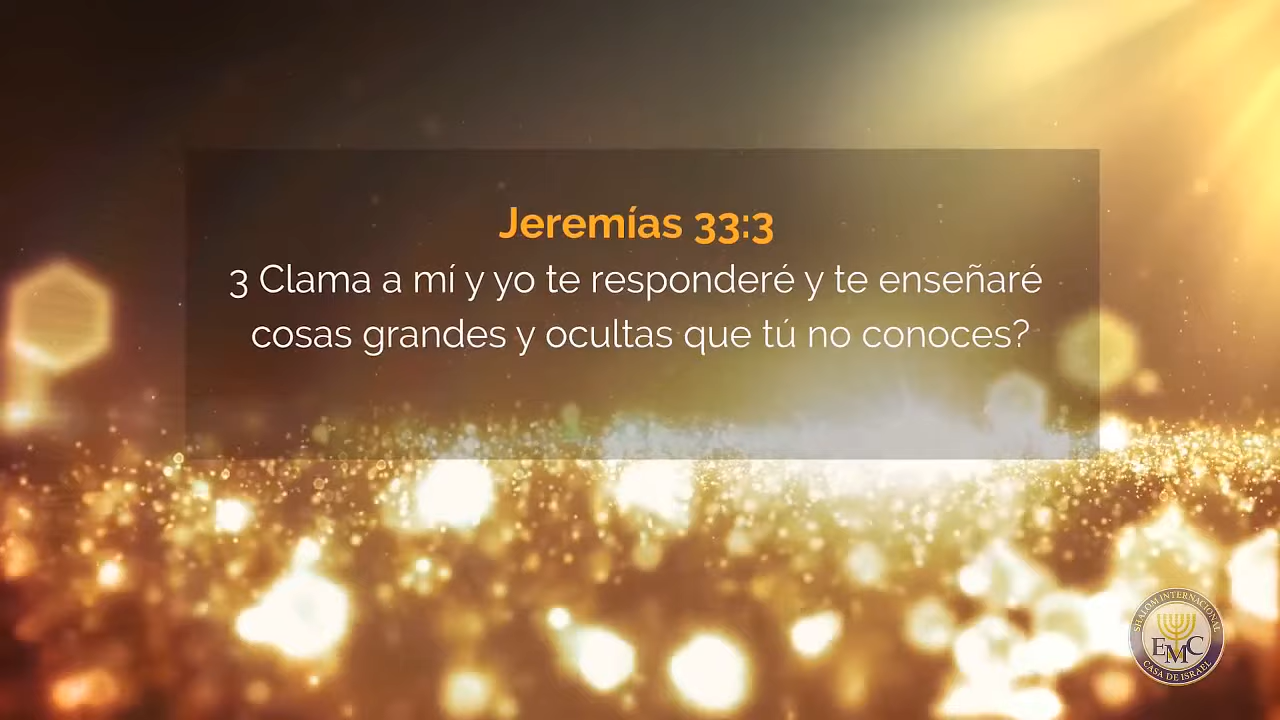 Jeremías 33:3
3 Clama a mí y yo te responderé y te enseñaré
cosas grandes y ocultas que tú no conoces?
SHALOM INTERNACIONAL
EMC
CASA DE ISRAEL